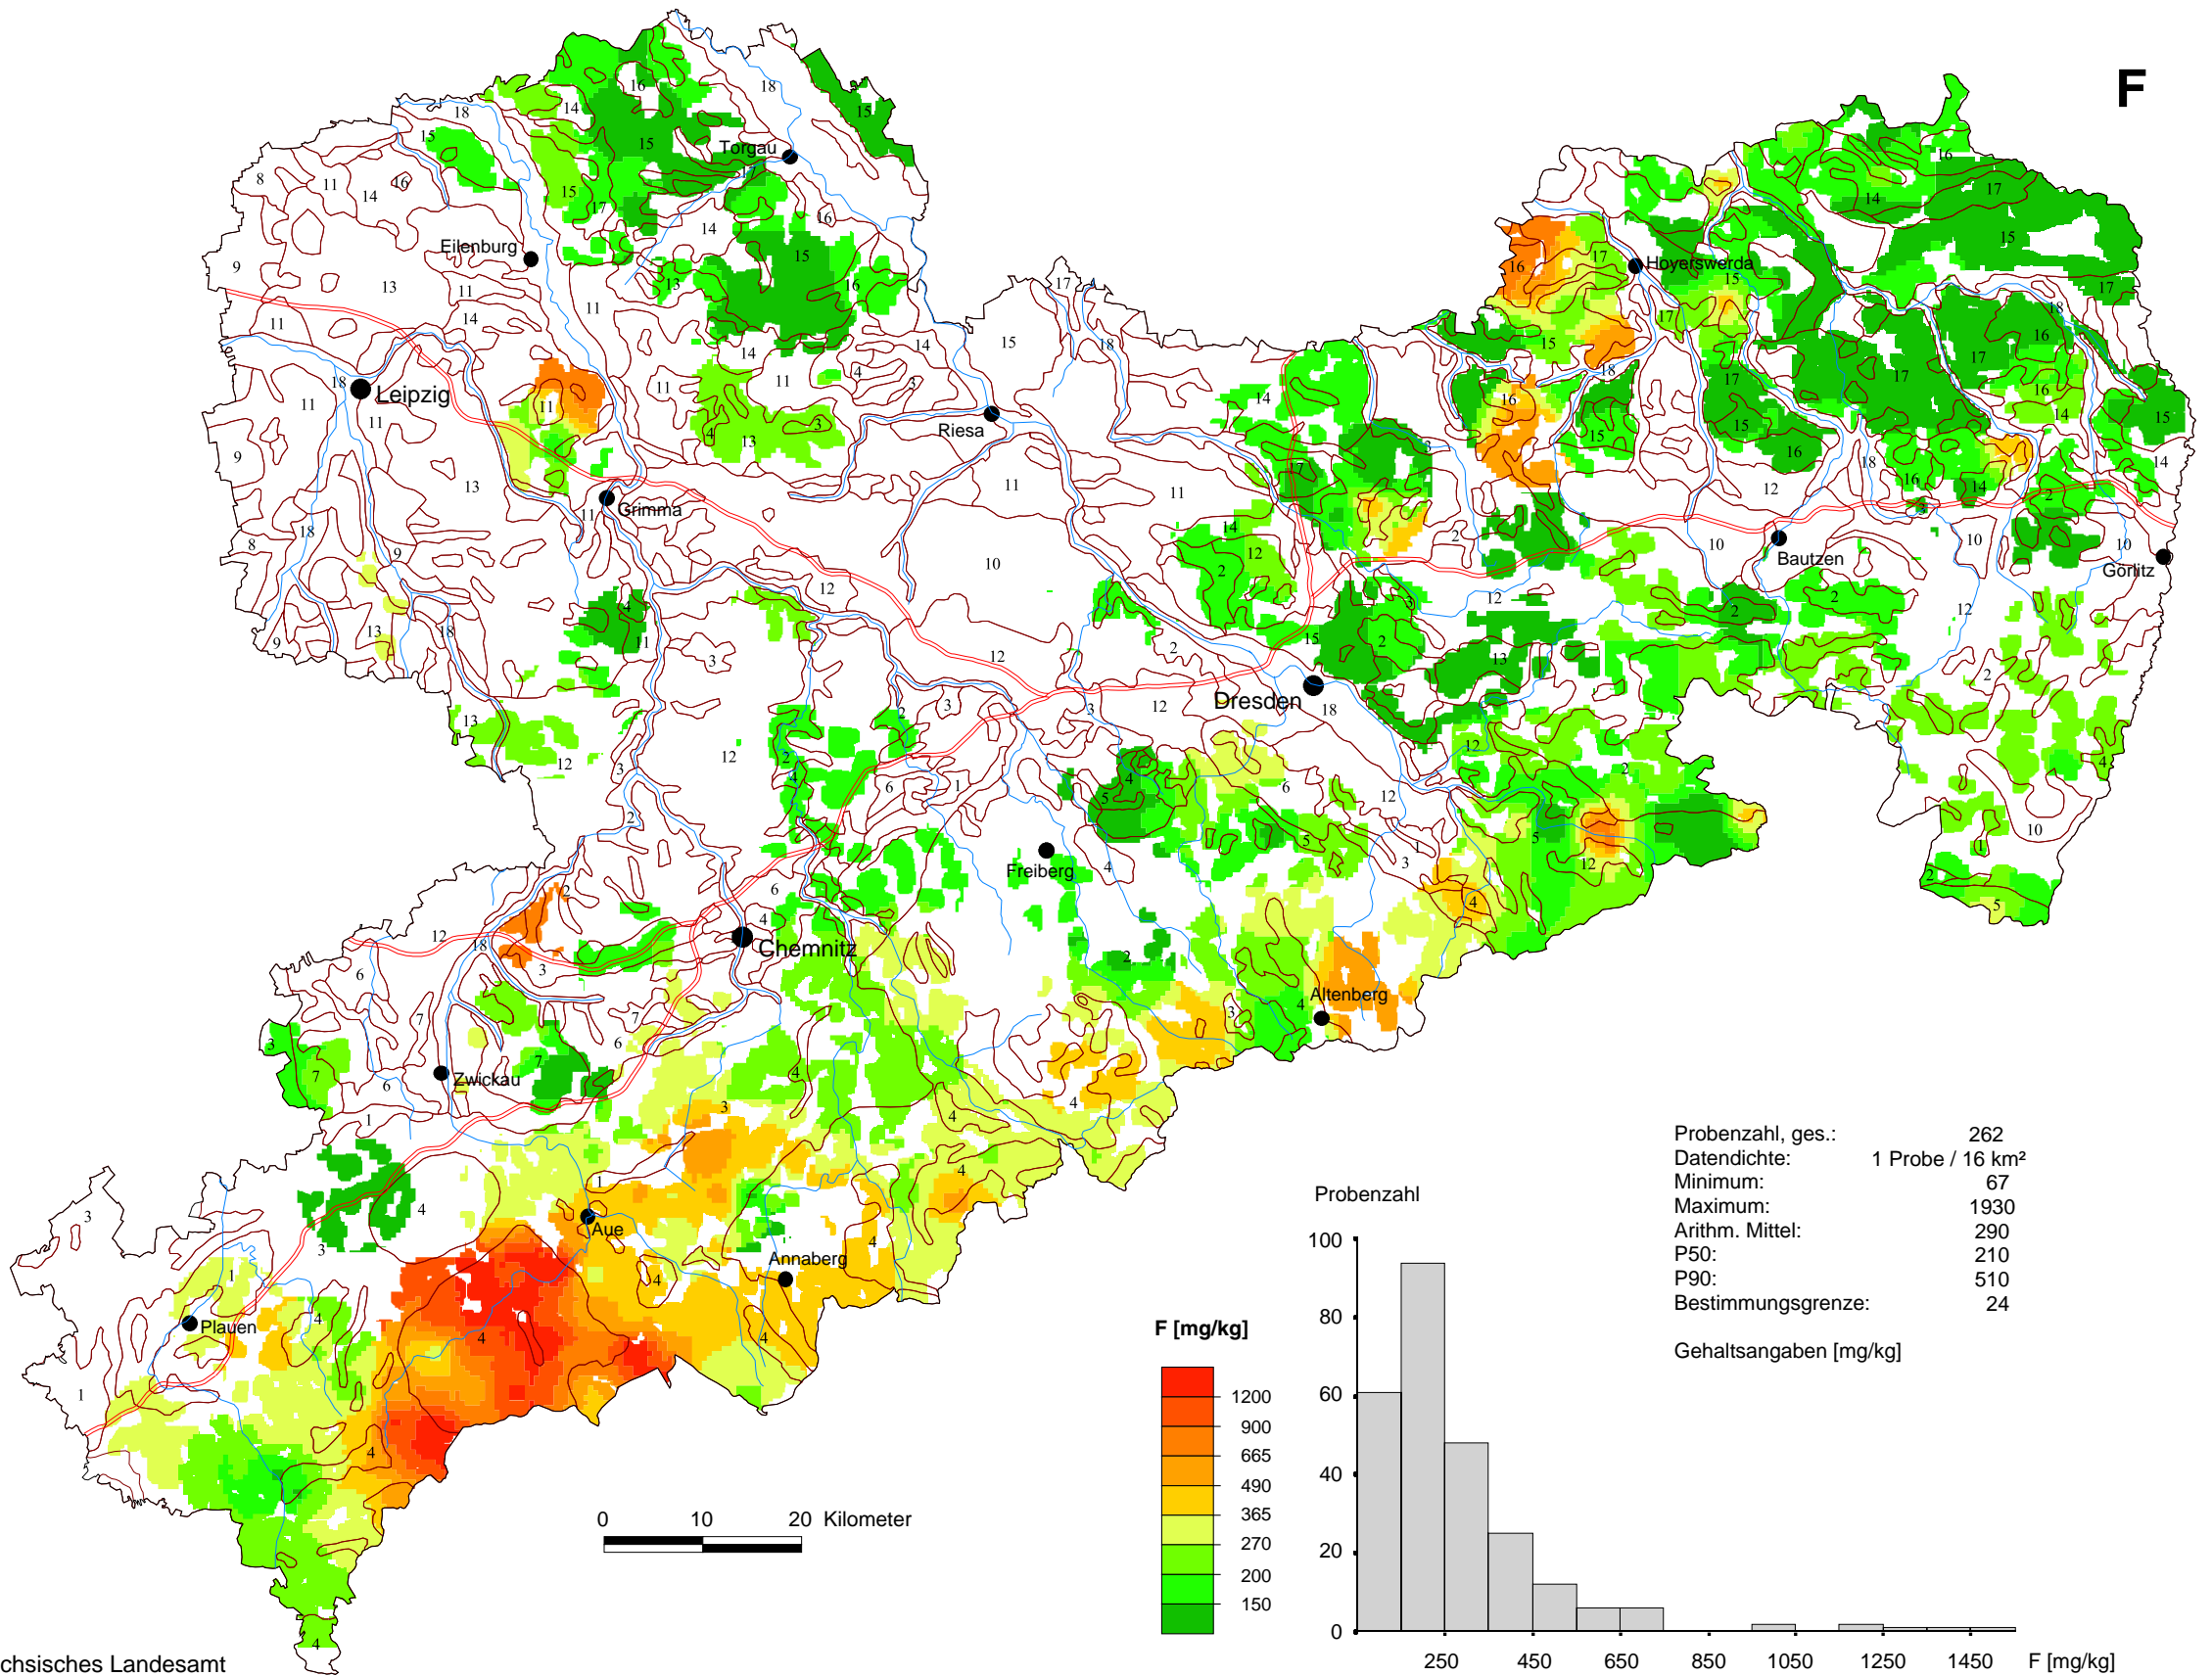 F
Torgau
Eilenburg
Hoyerswerda
Leipzig
Riesa
Grimma
Bautzen
Görlitz
Dresden
Freiberg
Chemnitz
Altenberg
Zwickau
Aue
Annaberg
Plauen
Probenzahl, ges.: 262
Datendichte: 1 Probe / 16 km²
Minimum: 67
Maximum: 1930
Arithm. Mittel: 290
P50: 210
P90: 510
Bestimmungsgrenze: 24
Gehaltsangaben [mg/kg]
Probenzahl
100
80
60
40
20
0
250 450 650 850 1050 1250 1450 F [mg/kg]
F [mg/kg]
1200
900
665
490
365
270
200
150
0 10 20 Kilometer
chsisches Landesamt